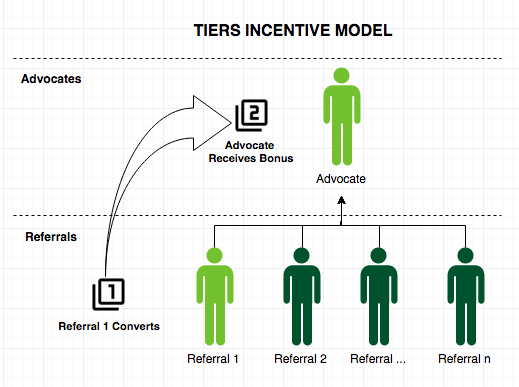 TIERS INCENTIVE MODEL
Advocates
2
Advocate
Receives Bonus
Advocate
Referrals
1
Referral 1 Converts
Referral 1
Referral 2
Referral ...
Referral n